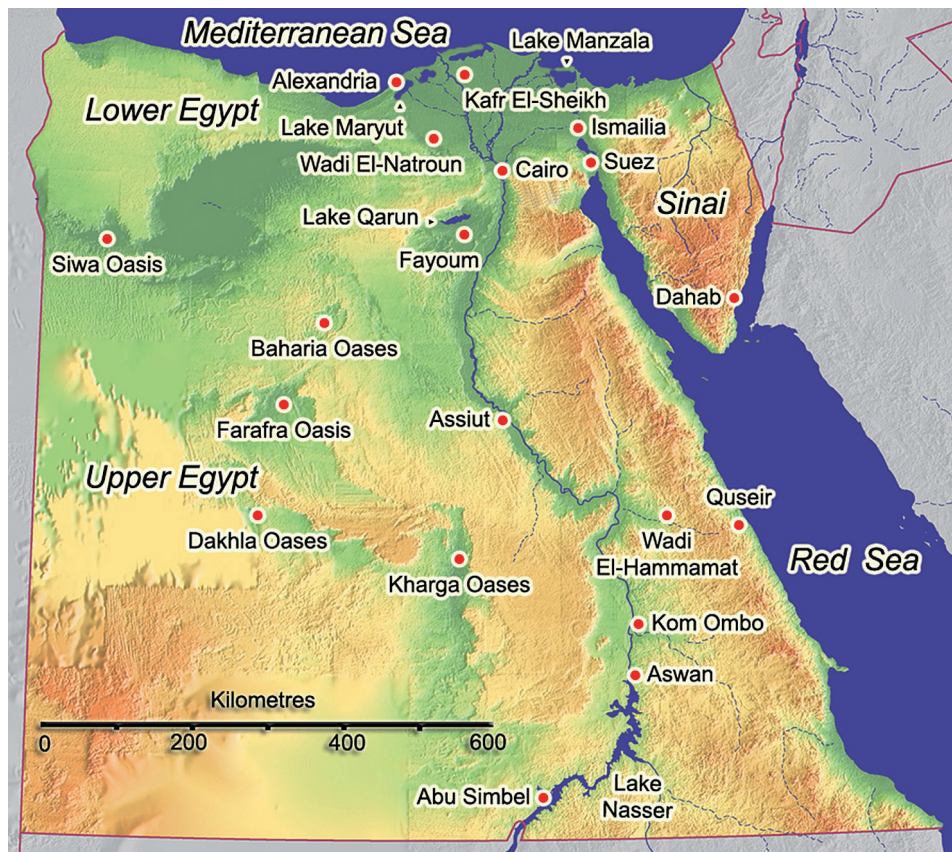 Mediterranean Sea
Lake Manzala
Alexandria
Kafr El-Sheikh
Lower Egypt
Lake Maryut
Ismailia
Wadi El-Natroun
Suez
Cairo
Sinai
Lake Qarun
Fayoum
Siwa Oasis
Dahab
Baharia Oases
Assiut
Farafra Oasis
Upper Egypt
Quseir
Dakhla Oases
Wadi
El-Hammamat
Red Sea
Kharga Oases
Kom Ombo
Aswan
Kilometres
0 200 400 600
Abu Simbel
Lake
Nasser